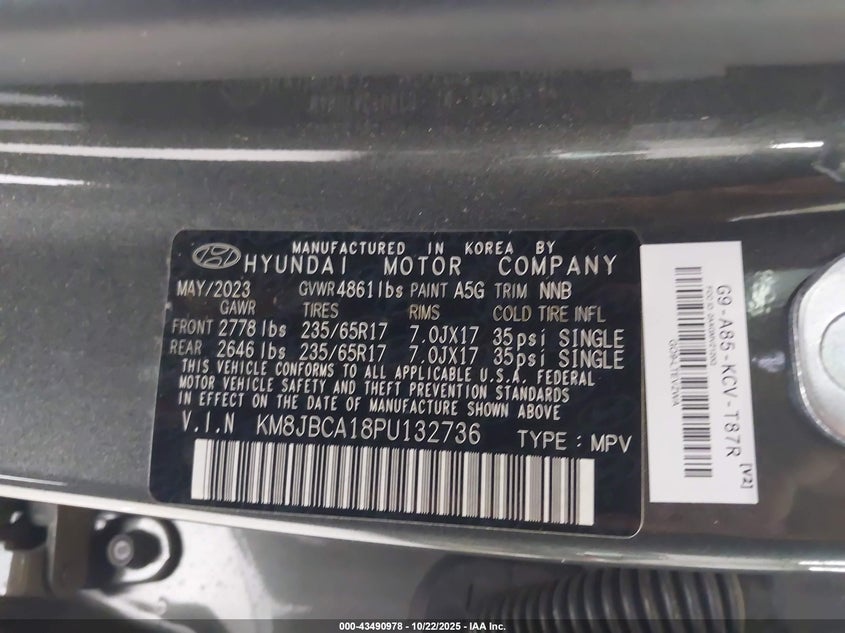 MANUFACTURED IN KOREA BY
HYUNDAI MOTOR COMPANY
MAY/2023 GVWR 4861lbs PAINT A5G TRIM NNB
GAWR TIRES RIMS COLD TIRE INFL
FRONT 2778 lbs 235/65R17 7.0JX17 35psi SINGLE
REAR 2646 lbs 235/65R17 7.0JX17 35psi SINGLE
THIS VEHICLE CONFORMS TO ALL APPLICABLE U.S.A. FEDERAL
MOTOR VEHICLE SAFETY AND THEFT PREVENTION STANDARDS
IN EFFECT ON THE DATE OF MANUFACTURE SHOWN ABOVE
V.I.N KM8JBCA18PU132736 TYPE : MPV
G9-A85-KCV-T87R [V2]
000-43490978 - 10/22/2025 - IAA Inc.